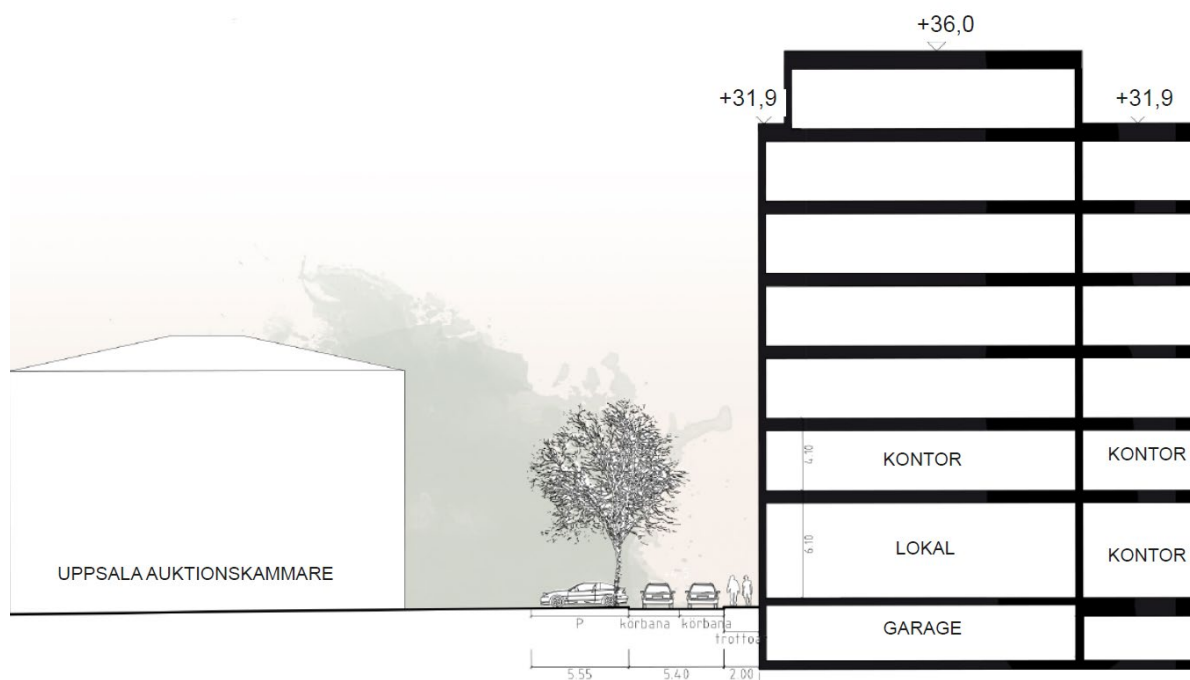 +36,0
+31,9
+31,9
4.10
KONTOR
KONTOR
6.10
LOKAL
KONTOR
UPPSALA AUKTIONSKAMMARE
P
körbana
körbana
trottoa
GARAGE
5.55
5.40
2.00